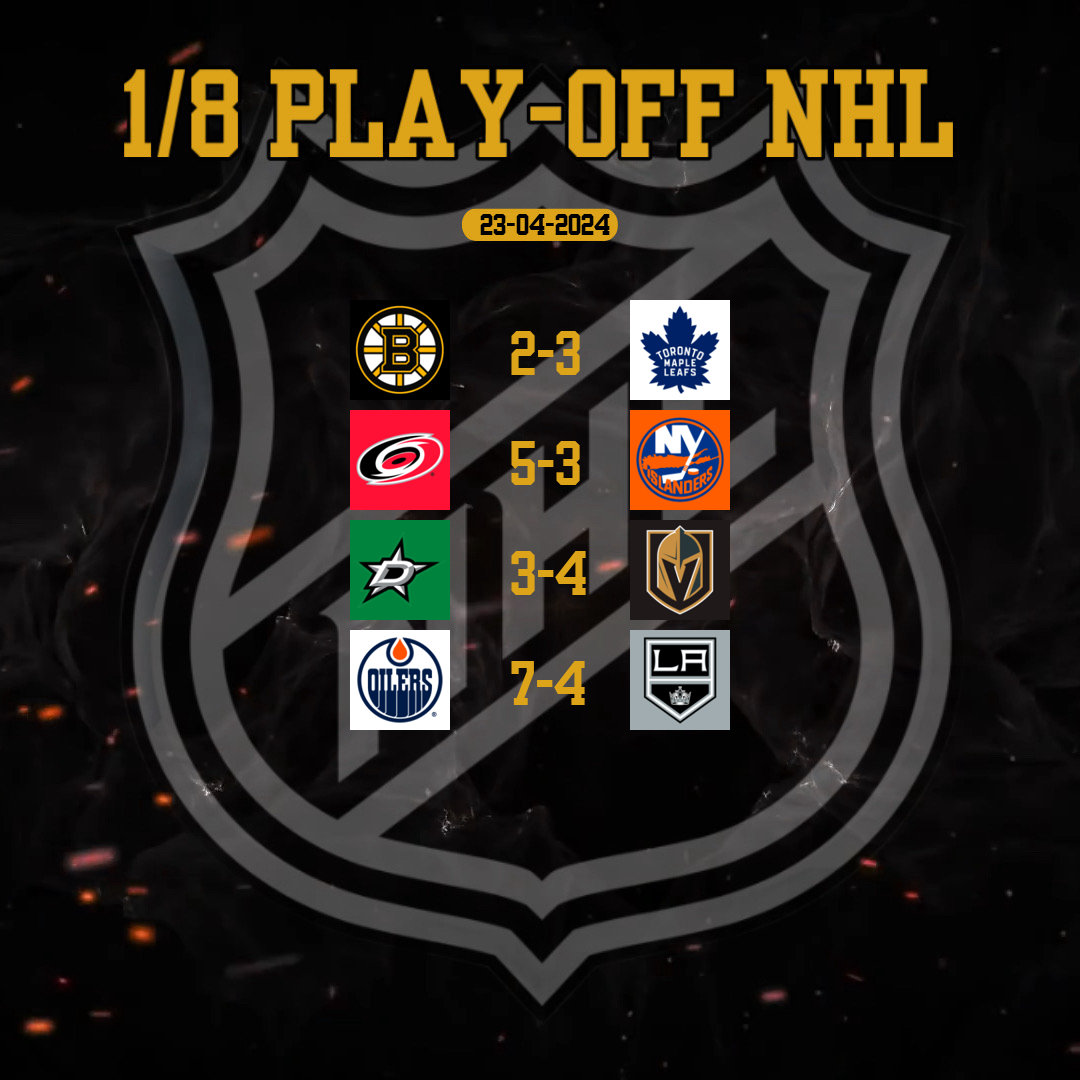 1/8 PLAY-OFF NHL
23-04-2024
B 2-3 TORONTO MAPLE LEAFS
5-3 NY ISLANDERS
D 3-4
OILERS 7-4 LA